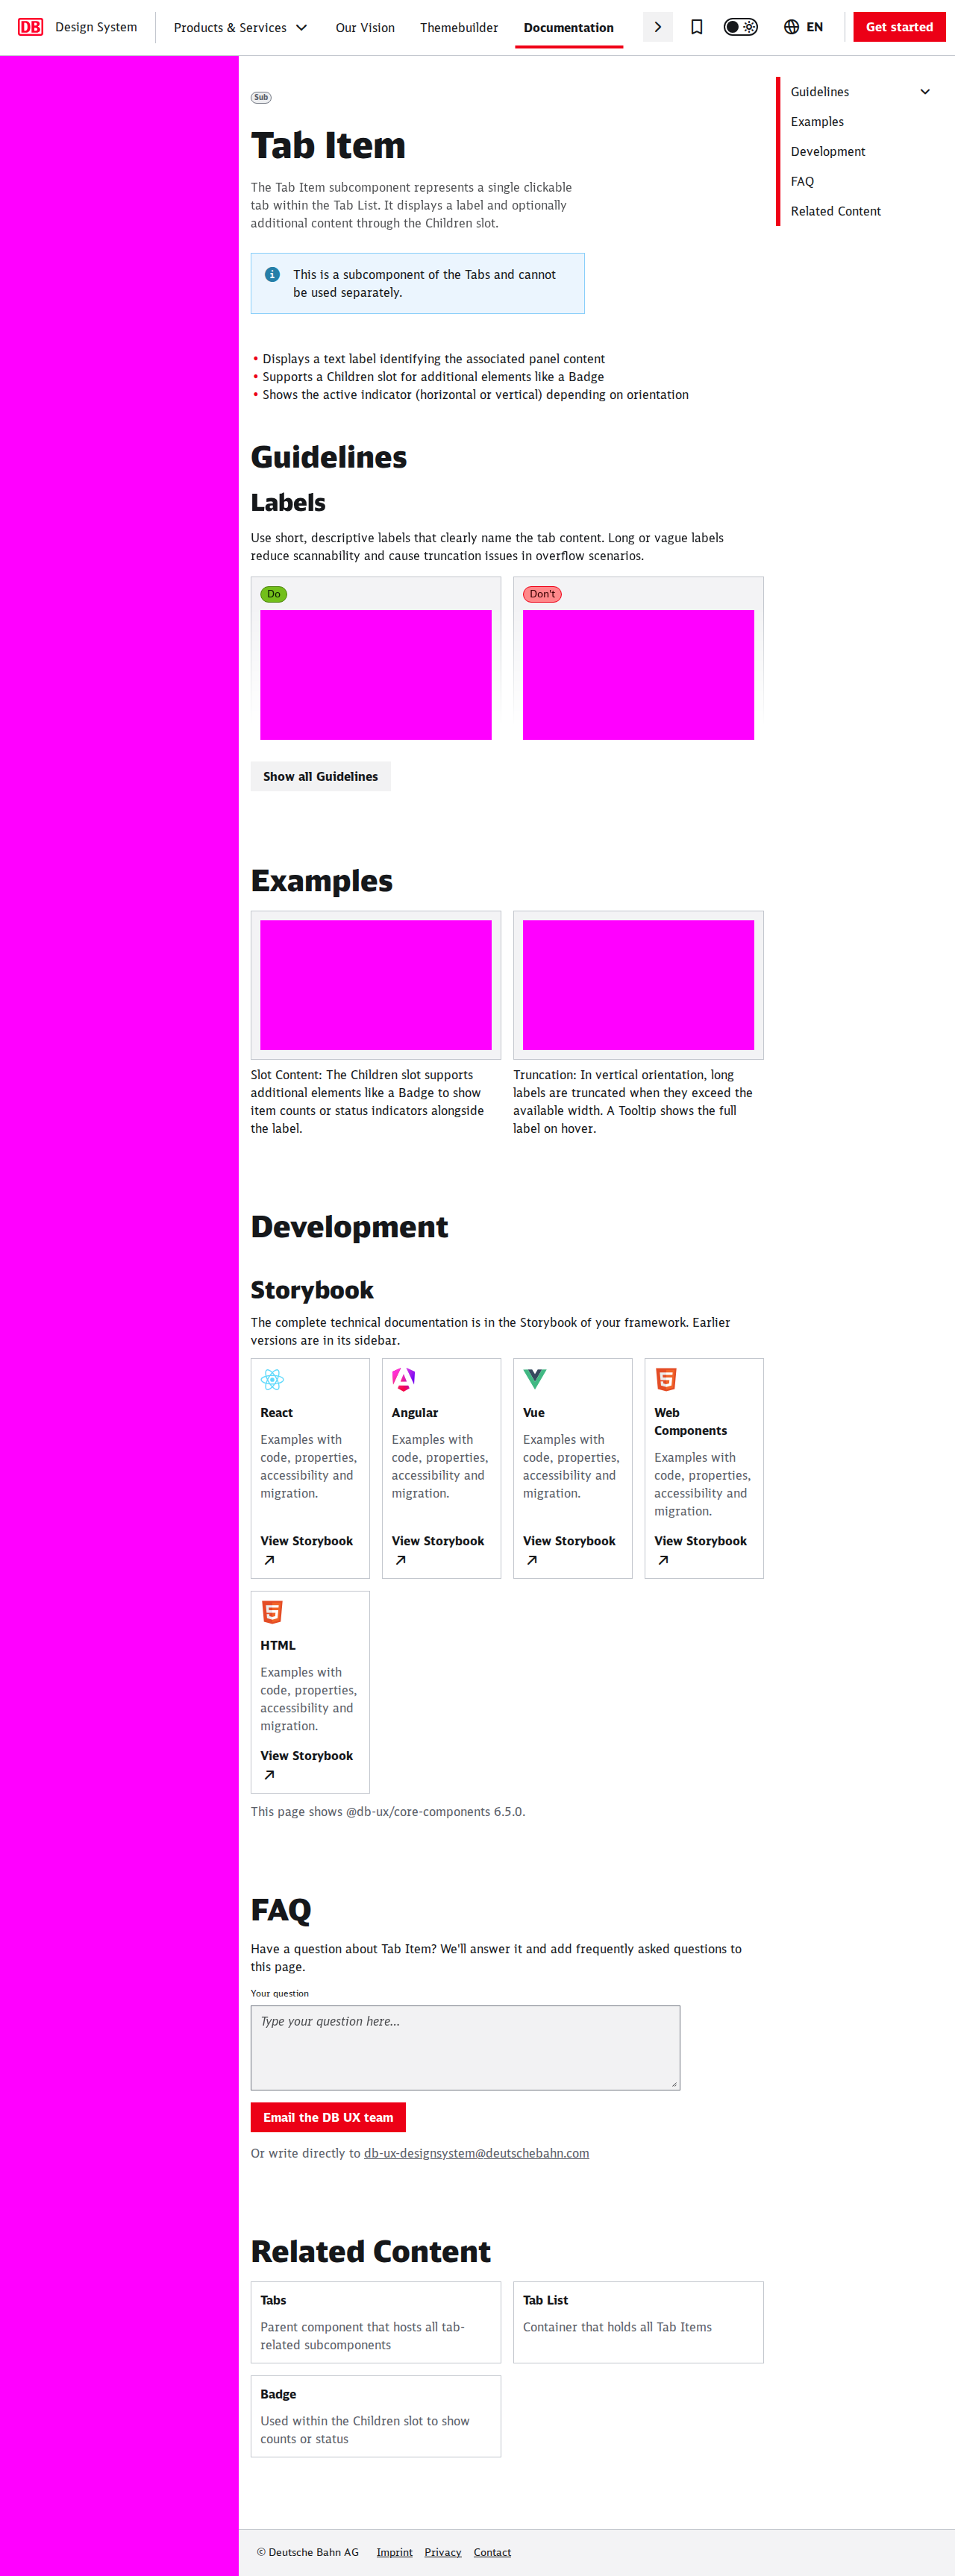 DB Design System Products & Services Our Vision Themebuilder Documentation EN Get started
Sub
Tab Item
The Tab Item subcomponent represents a single clickable
tab within the Tab List. It displays a label and optionally
additional content through the Children slot.
This is a subcomponent of the Tabs and cannot
be used separately.
• Displays a text label identifying the associated panel content
• Supports a Children slot for additional elements like a Badge
• Shows the active indicator (horizontal or vertical) depending on orientation
Guidelines
Examples
Development
FAQ
Related Content
Guidelines
Labels
Use short, descriptive labels that clearly name the tab content. Long or vague labels
reduce scannability and cause truncation issues in overflow scenarios.
Do
Don't
Show all Guidelines
Examples
Slot Content: The Children slot supports
additional elements like a Badge to show
item counts or status indicators alongside
the label.
Truncation: In vertical orientation, long
labels are truncated when they exceed the
available width. A Tooltip shows the full
label on hover.
Development
Storybook
The complete technical documentation is in the Storybook of your framework. Earlier
versions are in its sidebar.
React
Examples with
code, properties,
accessibility and
migration.
View Storybook
Angular
Examples with
code, properties,
accessibility and
migration.
View Storybook
Vue
Examples with
code, properties,
accessibility and
migration.
View Storybook
Web
Components
Examples with
code, properties,
accessibility and
migration.
View Storybook
HTML
Examples with
code, properties,
accessibility and
migration.
View Storybook
This page shows @db-ux/core-components 6.5.0.
FAQ
Have a question about Tab Item? We'll answer it and add frequently asked questions to
this page.
Your question
Type your question here...
Email the DB UX team
Or write directly to db-ux-designsystem@deutschebahn.com
Related Content
Tabs
Parent component that hosts all tab-
related subcomponents
Tab List
Container that holds all Tab Items
Badge
Used within the Children slot to show
counts or status
© Deutsche Bahn AG Imprint Privacy Contact